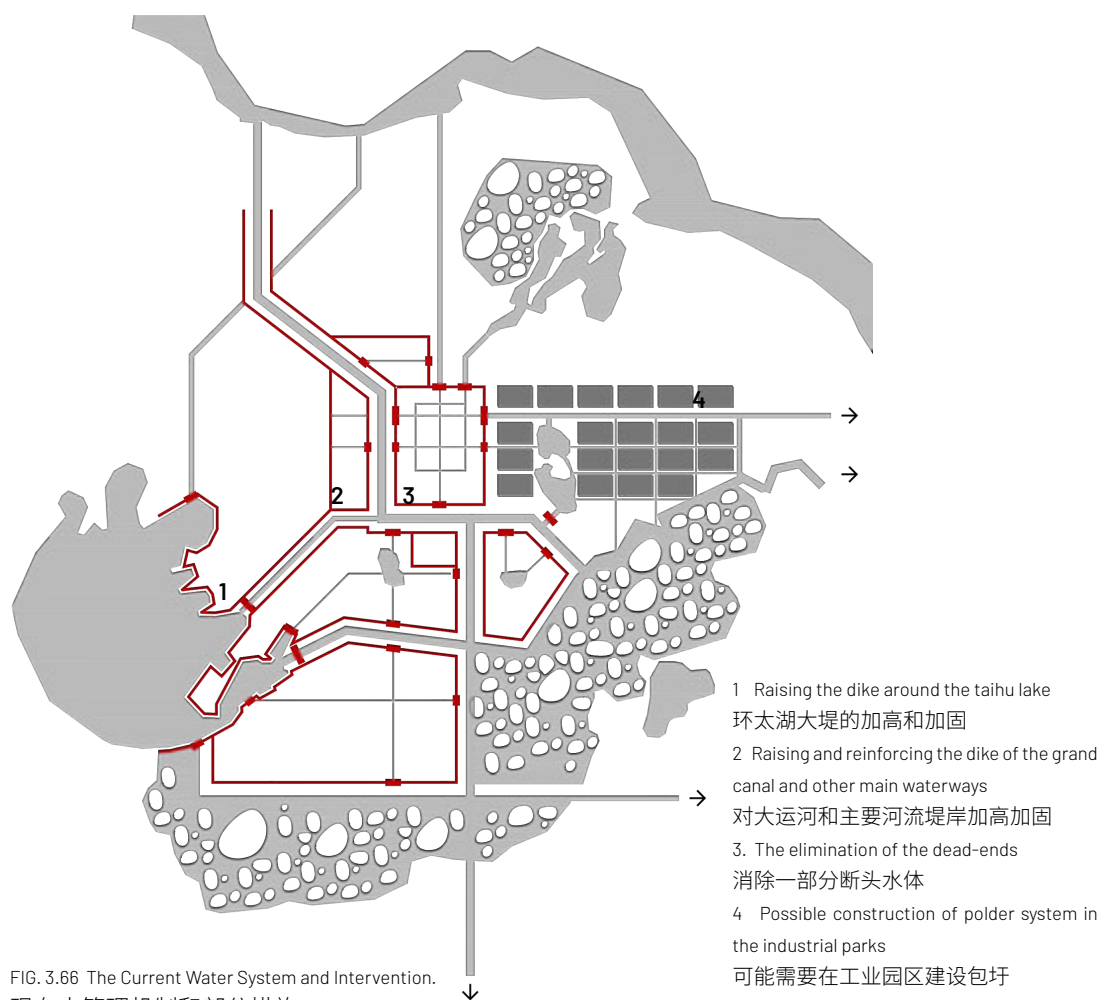 4
2
3
1
1 Raising the dike around the taihu lake
环太湖大堤的加高和加固
2 Raising and reinforcing the dike of the grand
canal and other main waterways
对大运河和主要河流堤岸加高加固
3. The elimination of the dead-ends
消除一部分断头水体
4 Possible construction of polder system in
the industrial parks
可能需要在工业园区建设包圩
FIG. 3.66 The Current Water System and Intervention.